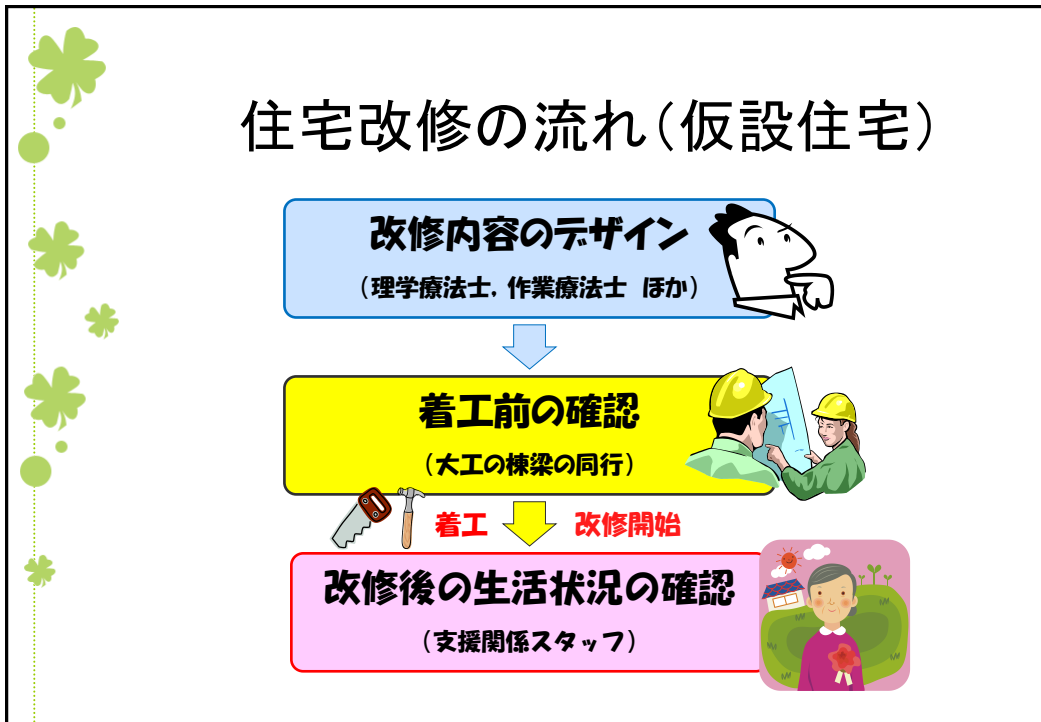 住宅改修の流れ（仮設住宅）
改修内容のデザイン
（理学療法士，作業療法士　ほか）
着工前の確認
（大工の棟梁の同行）
着工　改修開始
改修後の生活状況の確認
（支援関係スタッフ）